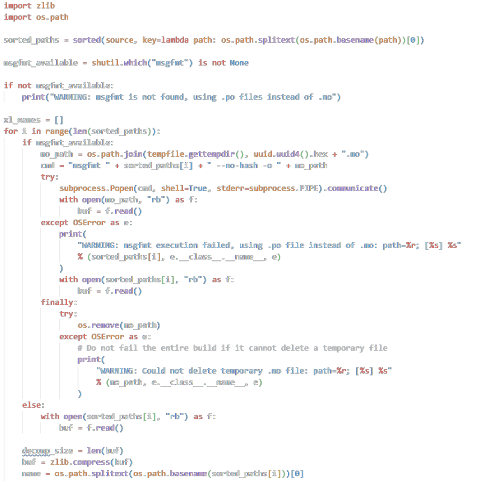 import zlib
import os.path

sorted_paths = sorted(source, key=lambda path: os.path.splitext(os.path.basename(path))[0])

msgfmt_available = shutil.which("msgfmt") is not None

if not msgfmt_available:
    print("WARNING: msgfmt is not found, using .po files instead of .mo")

xl_names = []
for i in range(len(sorted_paths)):
    if msgfmt_available:
        mo_path = os.path.join(tempfile.gettempdir(), uuid.uuid4().hex + ".mo")
        cmd = "msgfmt " + sorted_paths[i] + " --no-hash -o " + mo_path
        try:
            subprocess.Popen(cmd, shell=True, stderr=subprocess.PIPE).communicate()
            with open(mo_path, "rb") as f:
                buf = f.read()
        except OSError as e:
            print(
                "WARNING: msgfmt execution failed, using .po file instead of .mo: path=%r; [%s] %s"
                % (sorted_paths[i], e.__class__.__name__, e)
            )
            with open(sorted_paths[i], "rb") as f:
                buf = f.read()
        finally:
            try:
                os.remove(mo_path)
            except OSError as e:
                # Do not fail the entire build if it cannot delete a temporary file
                print(
                    "WARNING: Could not delete temporary .mo file: path=%r; [%s] %s"
                    % (mo_path, e.__class__.__name__, e)
                )
    else:
        with open(sorted_paths[i], "rb") as f:
            buf = f.read()

    decomp_size = len(buf)
    buf = zlib.compress(buf)
    name = os.path.splitext(os.path.basename(sorted_paths[i]))[0]